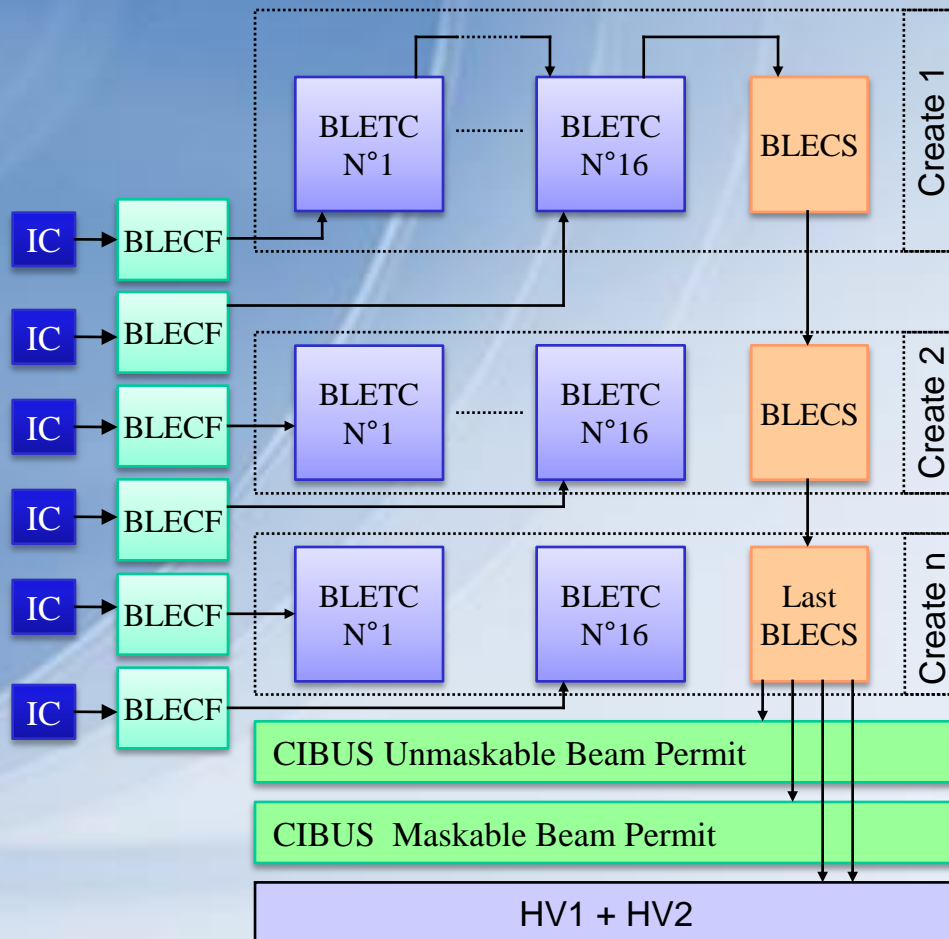 BLETC
N°1
BLETC
N°16
BLECS
Create 1
IC
BLECF
IC
BLECF
BLETC
N°1
BLETC
N°16
BLECS
Create 2
IC
BLECF
IC
BLECF
BLETC
N°1
BLETC
N°16
Last
BLECS
Create n
IC
BLECF
IC
BLECF
CIBUS Unmaskable Beam Permit
CIBUS Maskable Beam Permit
HV1 + HV2